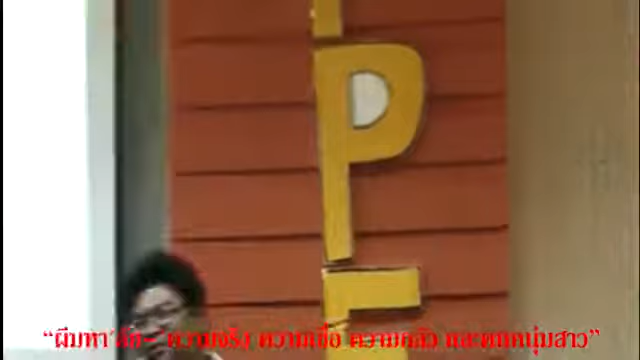 P
“ผีมหา'ลัย-'ความจริง ความเชื่อ ความกลัว และคนหนุ่มสาว”